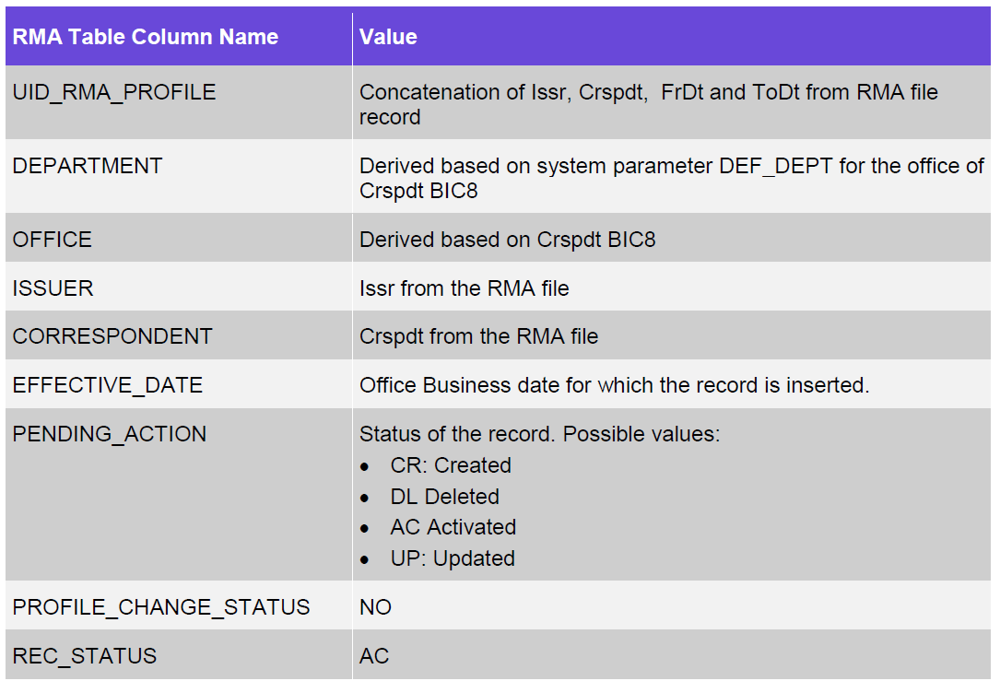 RMA Table Column Name Value
UID_RMA_PROFILE Concatenation of Issr, Crspdt, FrDt and ToDt from RMA file
record
DEPARTMENT Derived based on system parameter DEF_DEPT for the office of
Crspdt BIC8
OFFICE Derived based on Crspdt BIC8
ISSUER Issr from the RMA file
CORRESPONDENT Crspdt from the RMA file
EFFECTIVE_DATE Office Business date for which the record is inserted.
PENDING_ACTION Status of the record. Possible values:
• CR: Created
• DL Deleted
• AC Activated
• UP: Updated
PROFILE_CHANGE_STATUS NO
REC_STATUS AC